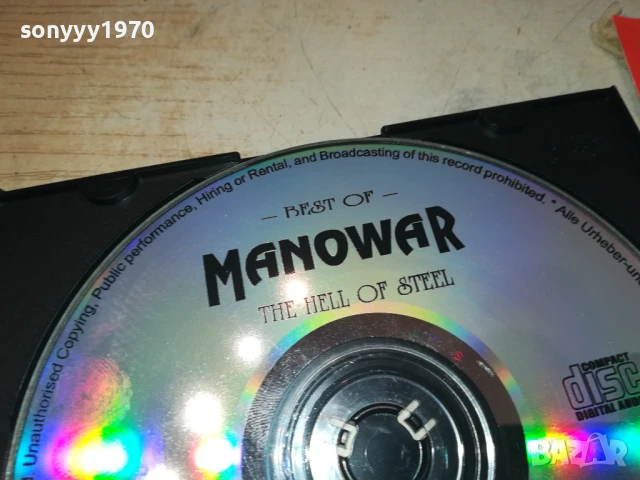 sonyyy1970
Unauthorised Copying, Public performance, Hiring or Rental, and Broadcasting of this record prohibited. * Alle Urheber-
– BEST OF –
MANOWAR
THE HELL OF STEEL
COMPACT
disc
DIGITAL AUDIO
BAZAR